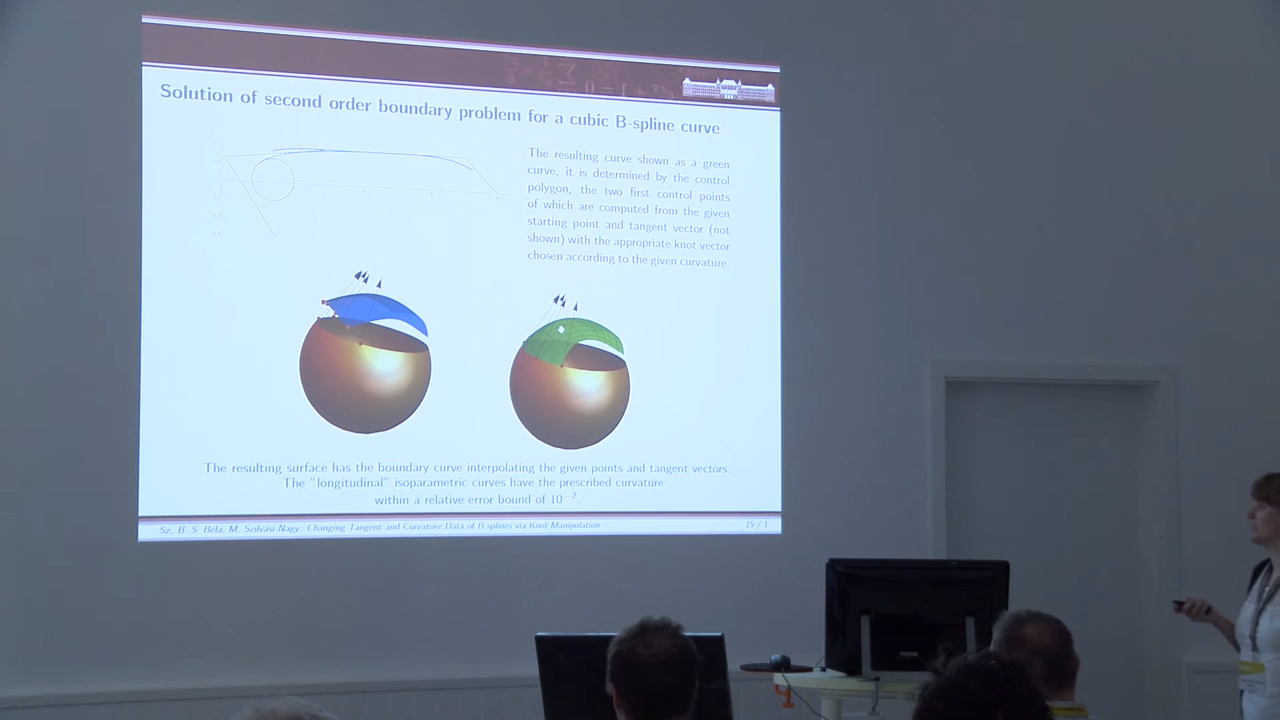 Solution of second order boundary problem for a cubic B-spline curve
The resulting curve shown as a green
curve, it is determined by the control
polygon, the two first control points
of which are computed from the given
starting point and tangent vector (not
shown) with the appropriate knot vector
chosen according to the given curvature.
The resulting surface has the boundary curve interpolating the given points and tangent vectors.
The "longitudinal" isoparametric curves have the prescribed curvature
within a relative error bound of 10⁻².
Sz. B. S. Béla, M. Szilvási-Nagy: Changing Tangent and Curvature Data of B-splines via Knot Manipulation
15 / 1